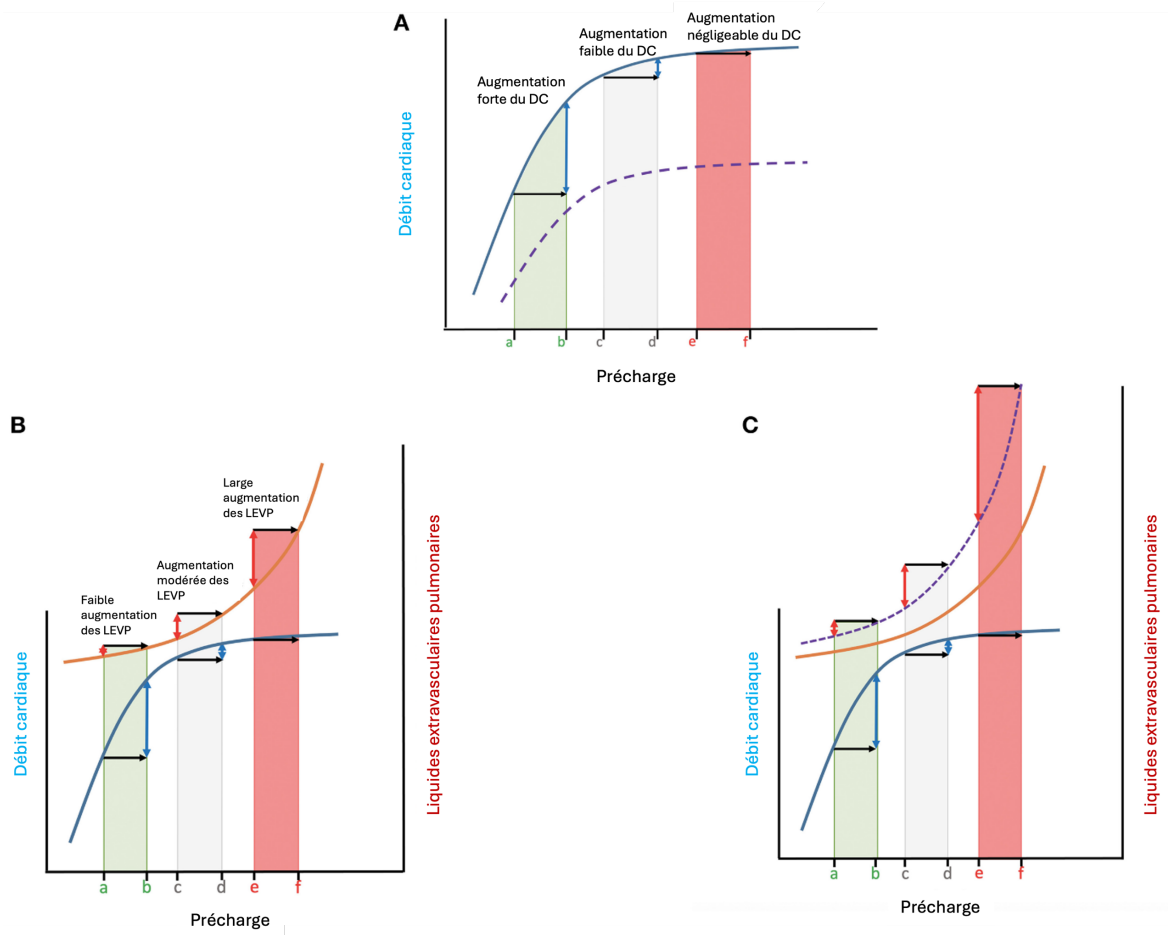 A
Augmentation
négligeable du DC
Augmentation
faible du DC
Augmentation
forte du DC
Débit cardiaque
a b c d e f
Précharge
B
Large
augmentation
des LEVP
Augmentation
modérée des
LEVP
Faible
augmentation
des LEVP
Débit cardiaque
Liquides extravasculaires pulmonaires
a b c d e f
Précharge
C
Débit cardiaque
Liquides extravasculaires pulmonaires
a b c d e f
Précharge